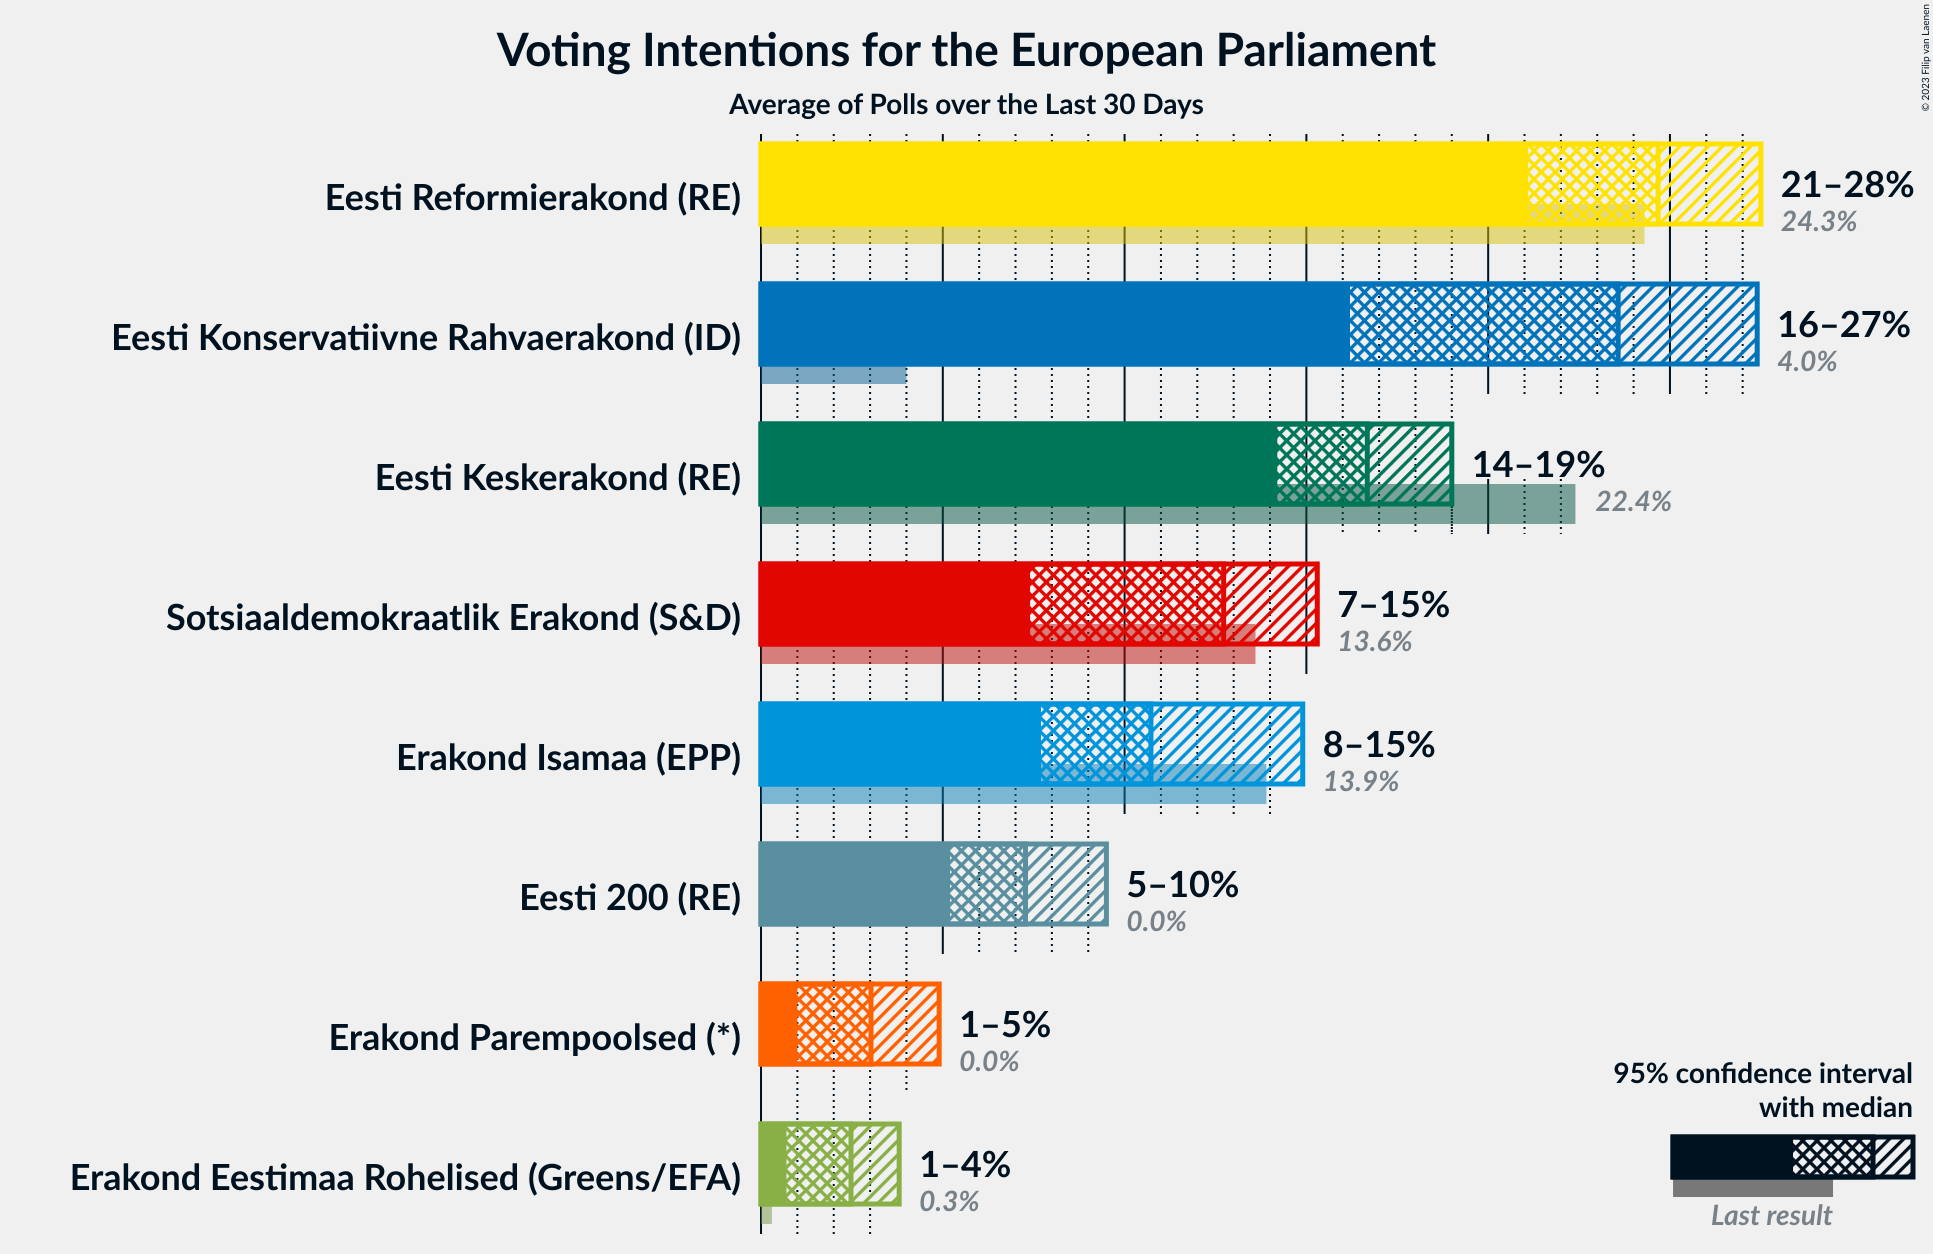 Voting Intentions for the European Parliament
Average of Polls over the Last 30 Days
© 2023 Filip van Laenen
Eesti Reformierakond (RE)
21–28%
24.3%
Eesti Konservatiivne Rahvaerakond (ID)
16–27%
4.0%
Eesti Keskerakond (RE)
14–19%
22.4%
Sotsiaaldemokraatlik Erakond (S&D)
7–15%
13.6%
Erakond Isamaa (EPP)
8–15%
13.9%
Eesti 200 (RE)
5–10%
0.0%
Erakond Parempoolsed (*)
1–5%
0.0%
Erakond Eestimaa Rohelised (Greens/EFA)
1–4%
0.3%
95% confidence interval
with median
Last result